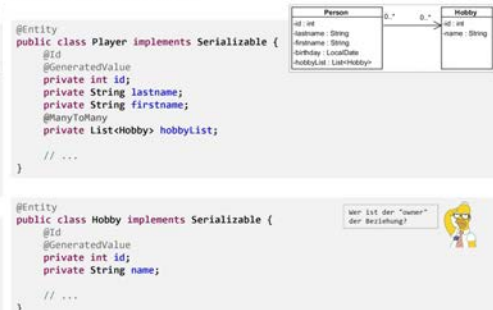 Person
-id : int
-lastname : String
-firstname : String
-birthday : LocalDate
-hobbyList : List<Hobby>
0..*
0..*
Hobby
-id : int
-name : String
@Entity
public class Player implements Serializable {
@Id
@GeneratedValue
private int id;
private String lastname;
private String firstname;
@ManyToMany
private List<Hobby> hobbyList;
// ...
}
@Entity
public class Hobby implements Serializable {
@Id
@GeneratedValue
private int id;
private String name;
// ...
}
Wer ist der "owner"
der Beziehung?